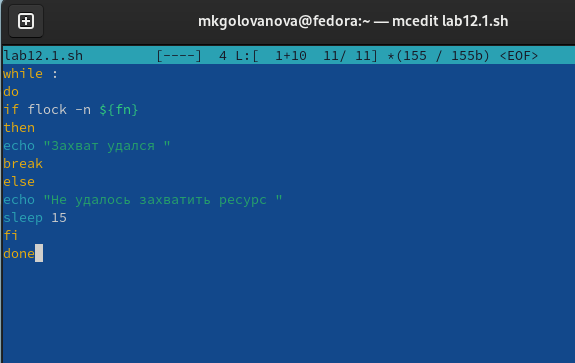 mkgolovanova@fedora:~ — mcedit lab12.1.sh
lab12.1.sh [----] 4 L:[ 1+10 11/ 11] *(155 / 155b) <EOF>
while :
do
if flock -n ${fn}
then
echo "Захват удался "
break
else
echo "Не удалось захватить ресурс "
sleep 15
fi
done